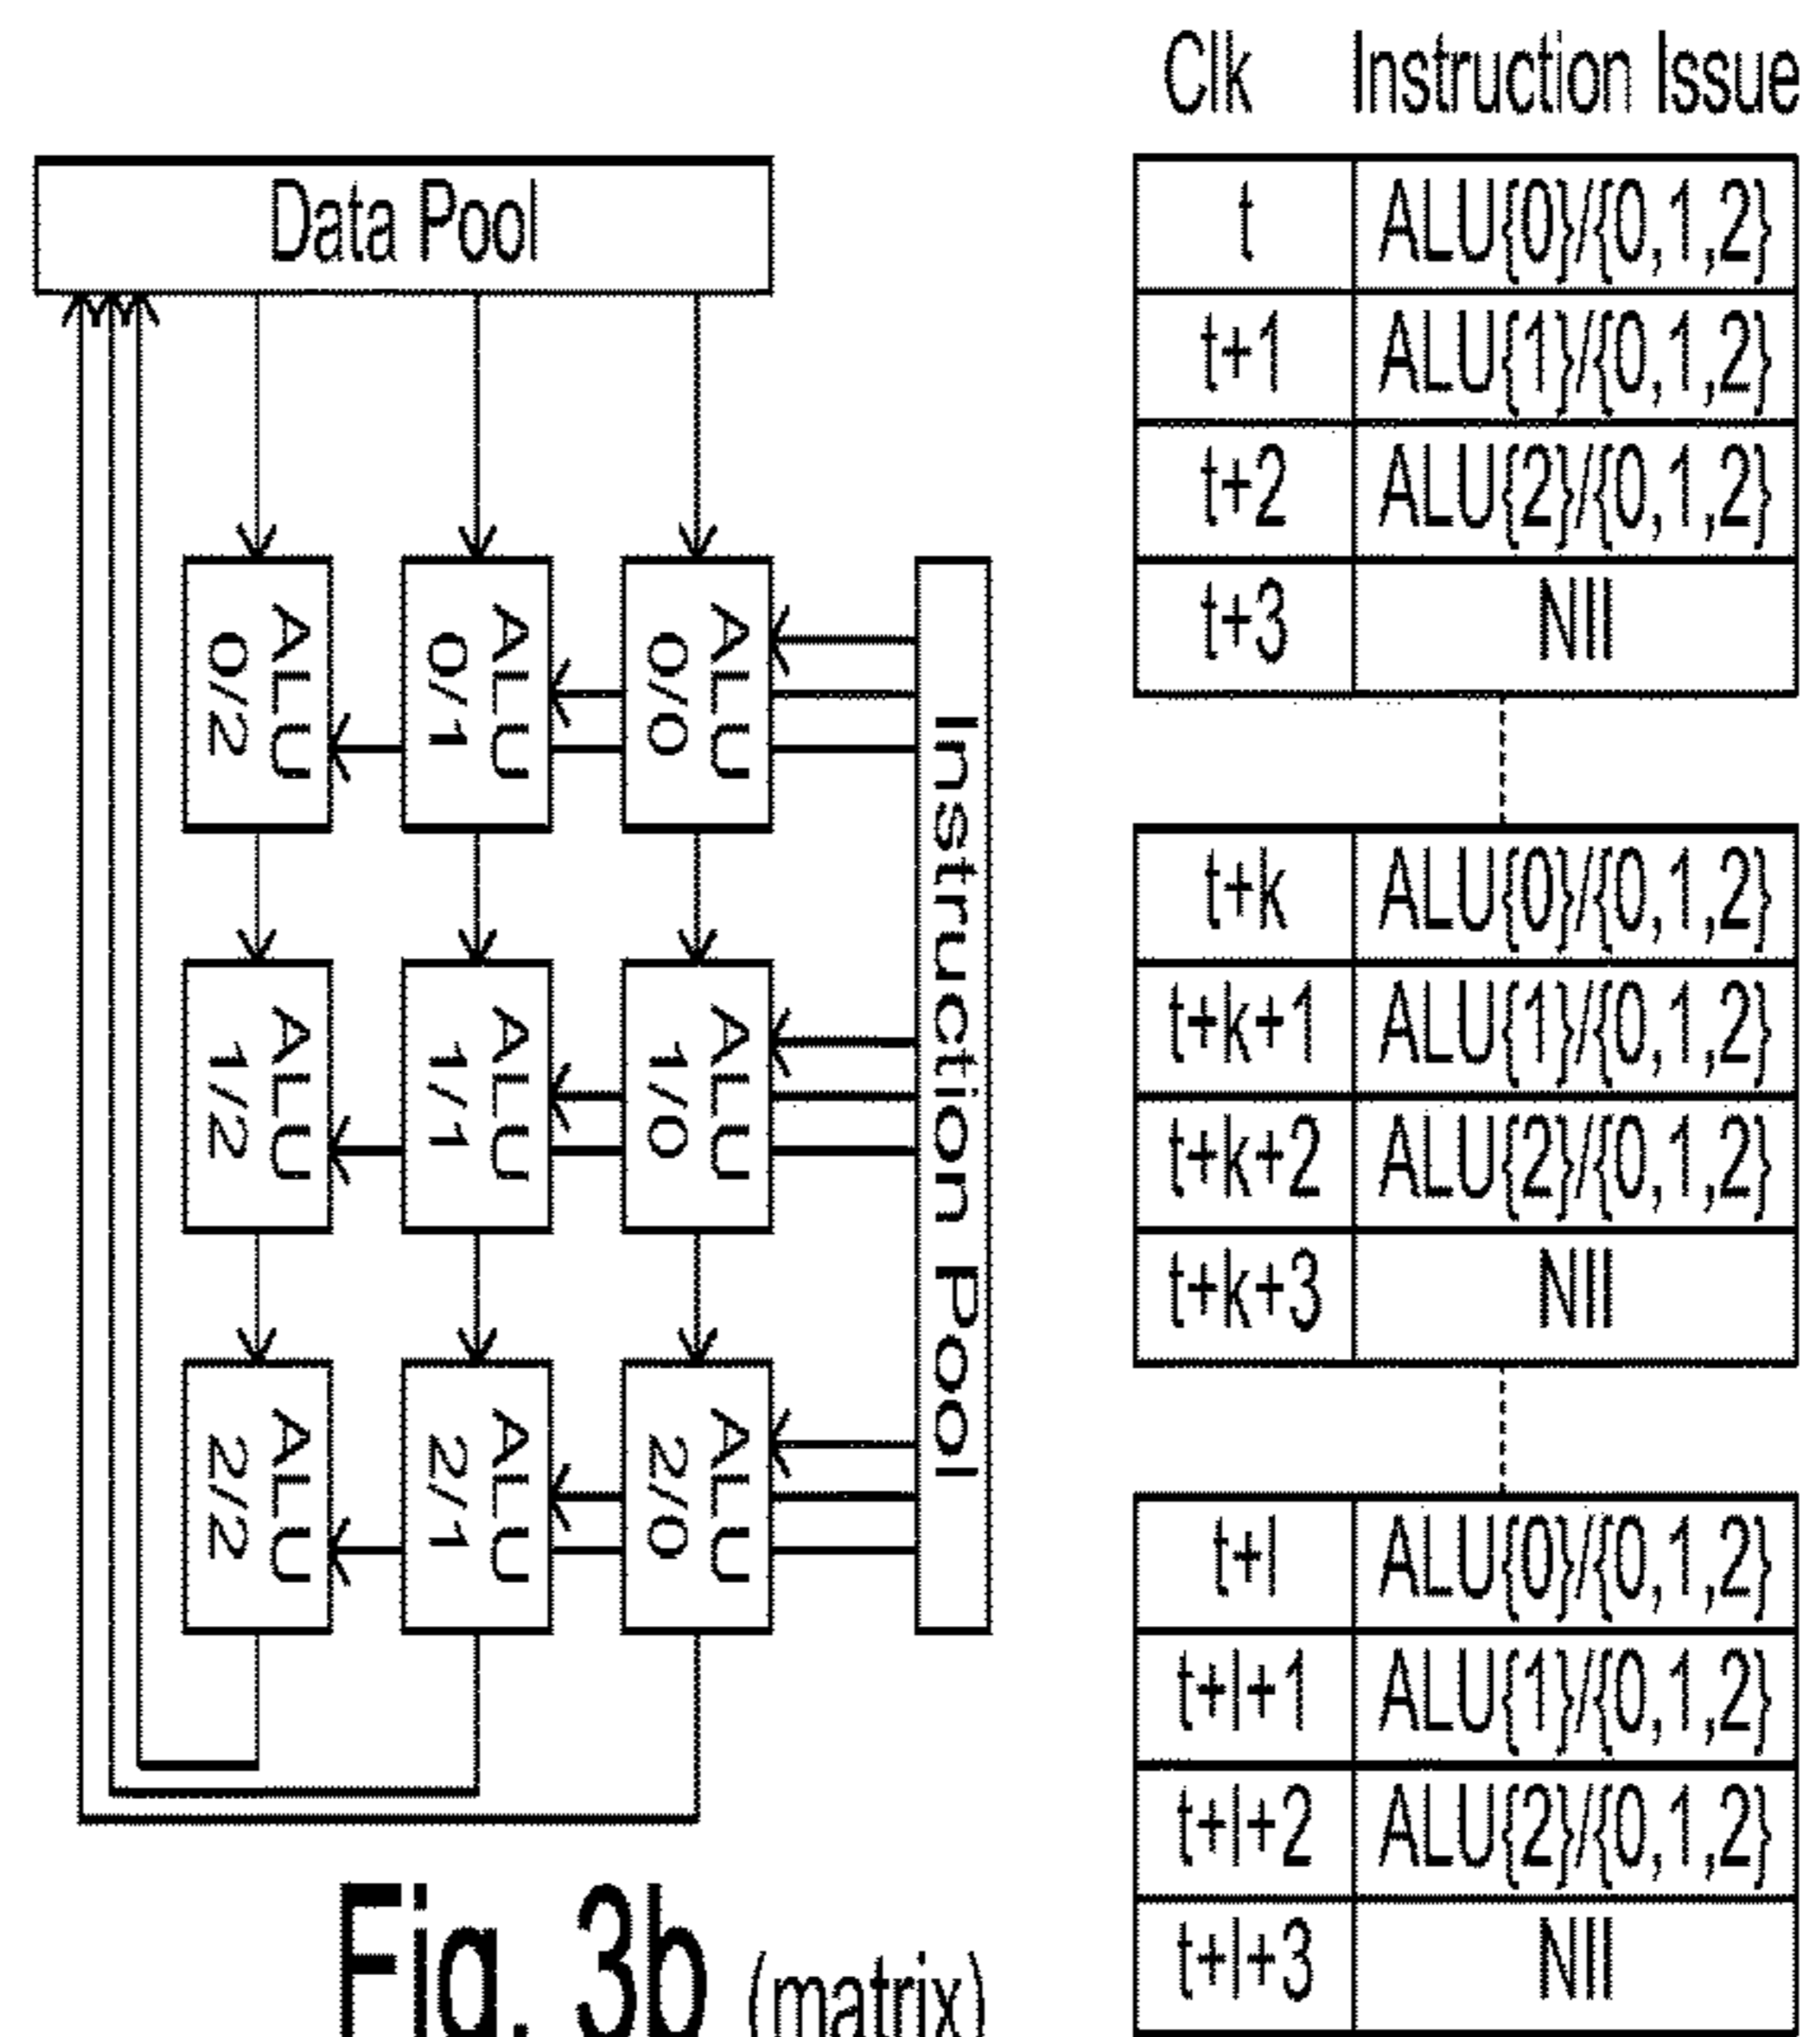 Clk Instruction Issue
Data Pool
t ALU{0}/{0,1,2}
t+1 ALU{1}/{0,1,2}
t+2 ALU{2}/{0,1,2}
t+3 Nil
ALU 0/2
ALU 0/1
ALU 0/0
Instruction Pool
t+k ALU{0}/{0,1,2}
t+k+1 ALU{1}/{0,1,2}
t+k+2 ALU{2}/{0,1,2}
t+k+3 Nil
ALU 1/2
ALU 1/1
ALU 1/0
ALU 2/2
ALU 2/1
ALU 2/0
t+l ALU{0}/{0,1,2}
t+l+1 ALU{1}/{0,1,2}
t+l+2 ALU{2}/{0,1,2}
t+l+3 Nil
Fig. 3b (matrix)